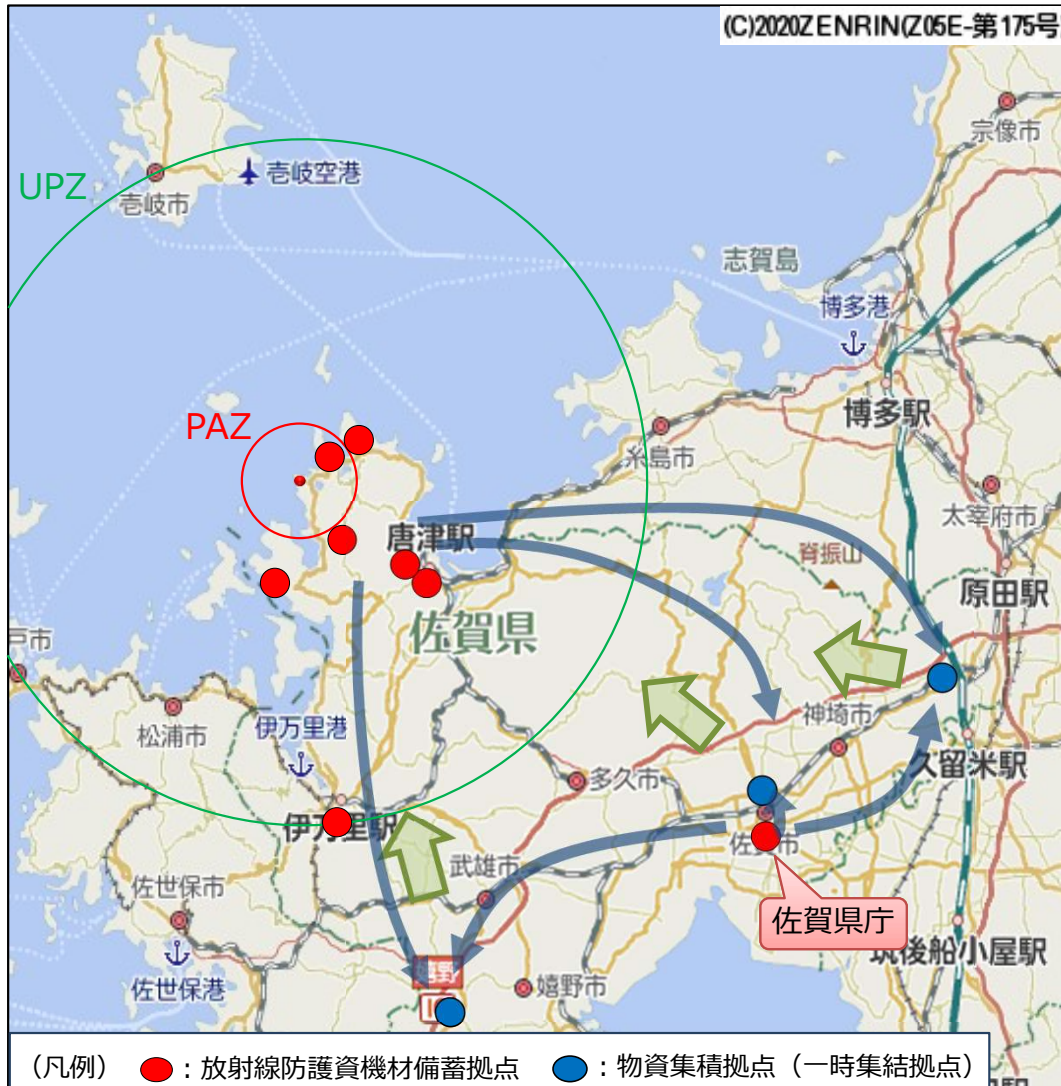 (C)2020ZENRIN(Z05E-第175号
宗像市
UPZ
壱岐空港
壱岐市
志賀島
博多港
博多駅
PAZ
糸島市
太宰府市
唐津駅
脊振山
原田駅
佐賀県
戸市
松浦市
伊万里港
神埼市
久留米駅
多久市
伊万里駅
佐賀市
武雄市
佐世保市
佐賀県庁
筑後船小屋駅
佐世保港
嬉野
嬉野市
（凡例） ：放射線防護資機材備蓄拠点 ：物資集積拠点（一時集結拠点）